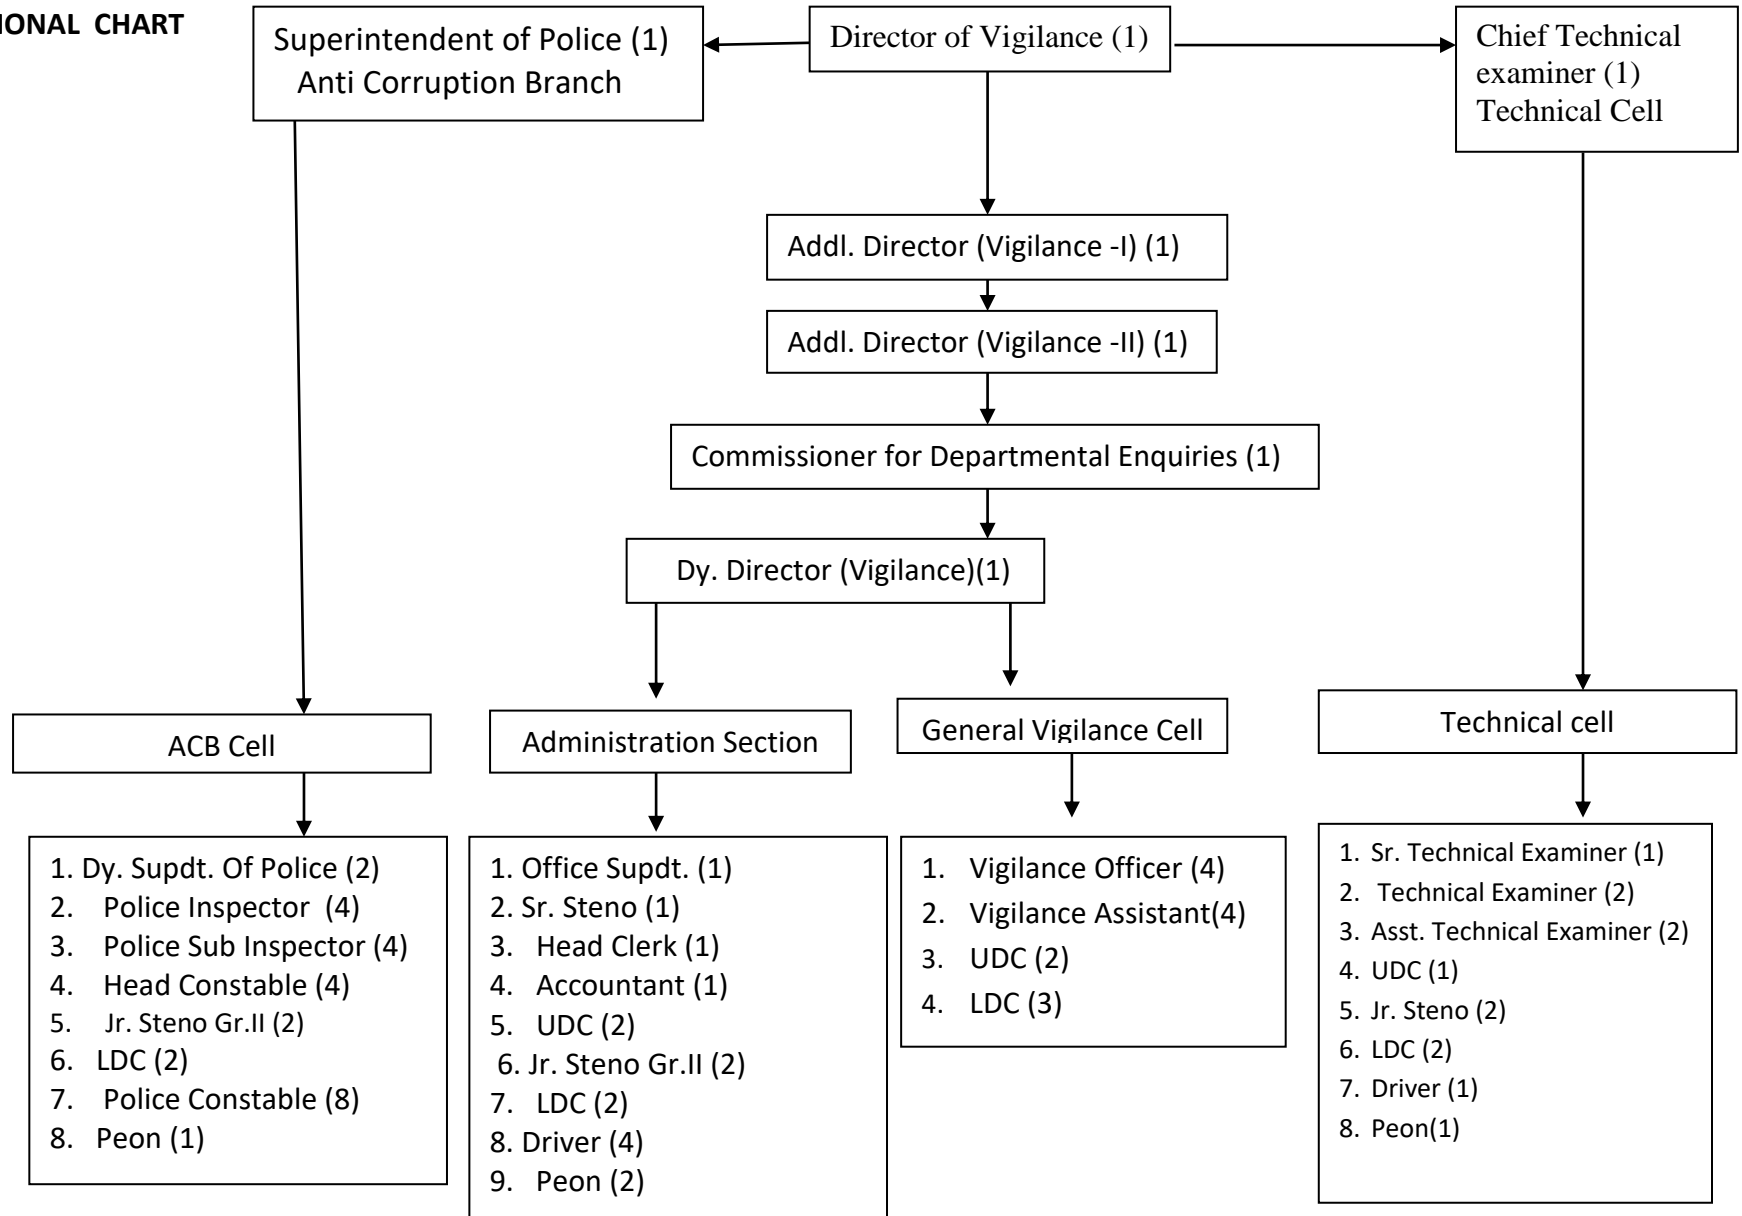 IONAL CHART
Superintendent of Police (1)
Anti Corruption Branch
Director of Vigilance (1)
Chief Technical
examiner (1)
Technical Cell
Addl. Director (Vigilance -I) (1)
Addl. Director (Vigilance -II) (1)
Commissioner for Departmental Enquiries (1)
Dy. Director (Vigilance)(1)
ACB Cell
Administration Section
General Vigilance Cell
Technical cell
1. Dy. Supdt. Of Police (2)
2. Police Inspector (4)
3. Police Sub Inspector (4)
4. Head Constable (4)
5. Jr. Steno Gr.II (2)
6. LDC (2)
7. Police Constable (8)
8. Peon (1)
1. Office Supdt. (1)
2. Sr. Steno (1)
3. Head Clerk (1)
4. Accountant (1)
5. UDC (2)
6. Jr. Steno Gr.II (2)
7. LDC (2)
8. Driver (4)
9. Peon (2)
1. Vigilance Officer (4)
2. Vigilance Assistant(4)
3. UDC (2)
4. LDC (3)
1. Sr. Technical Examiner (1)
2. Technical Examiner (2)
3. Asst. Technical Examiner (2)
4. UDC (1)
5. Jr. Steno (2)
6. LDC (2)
7. Driver (1)
8. Peon(1)